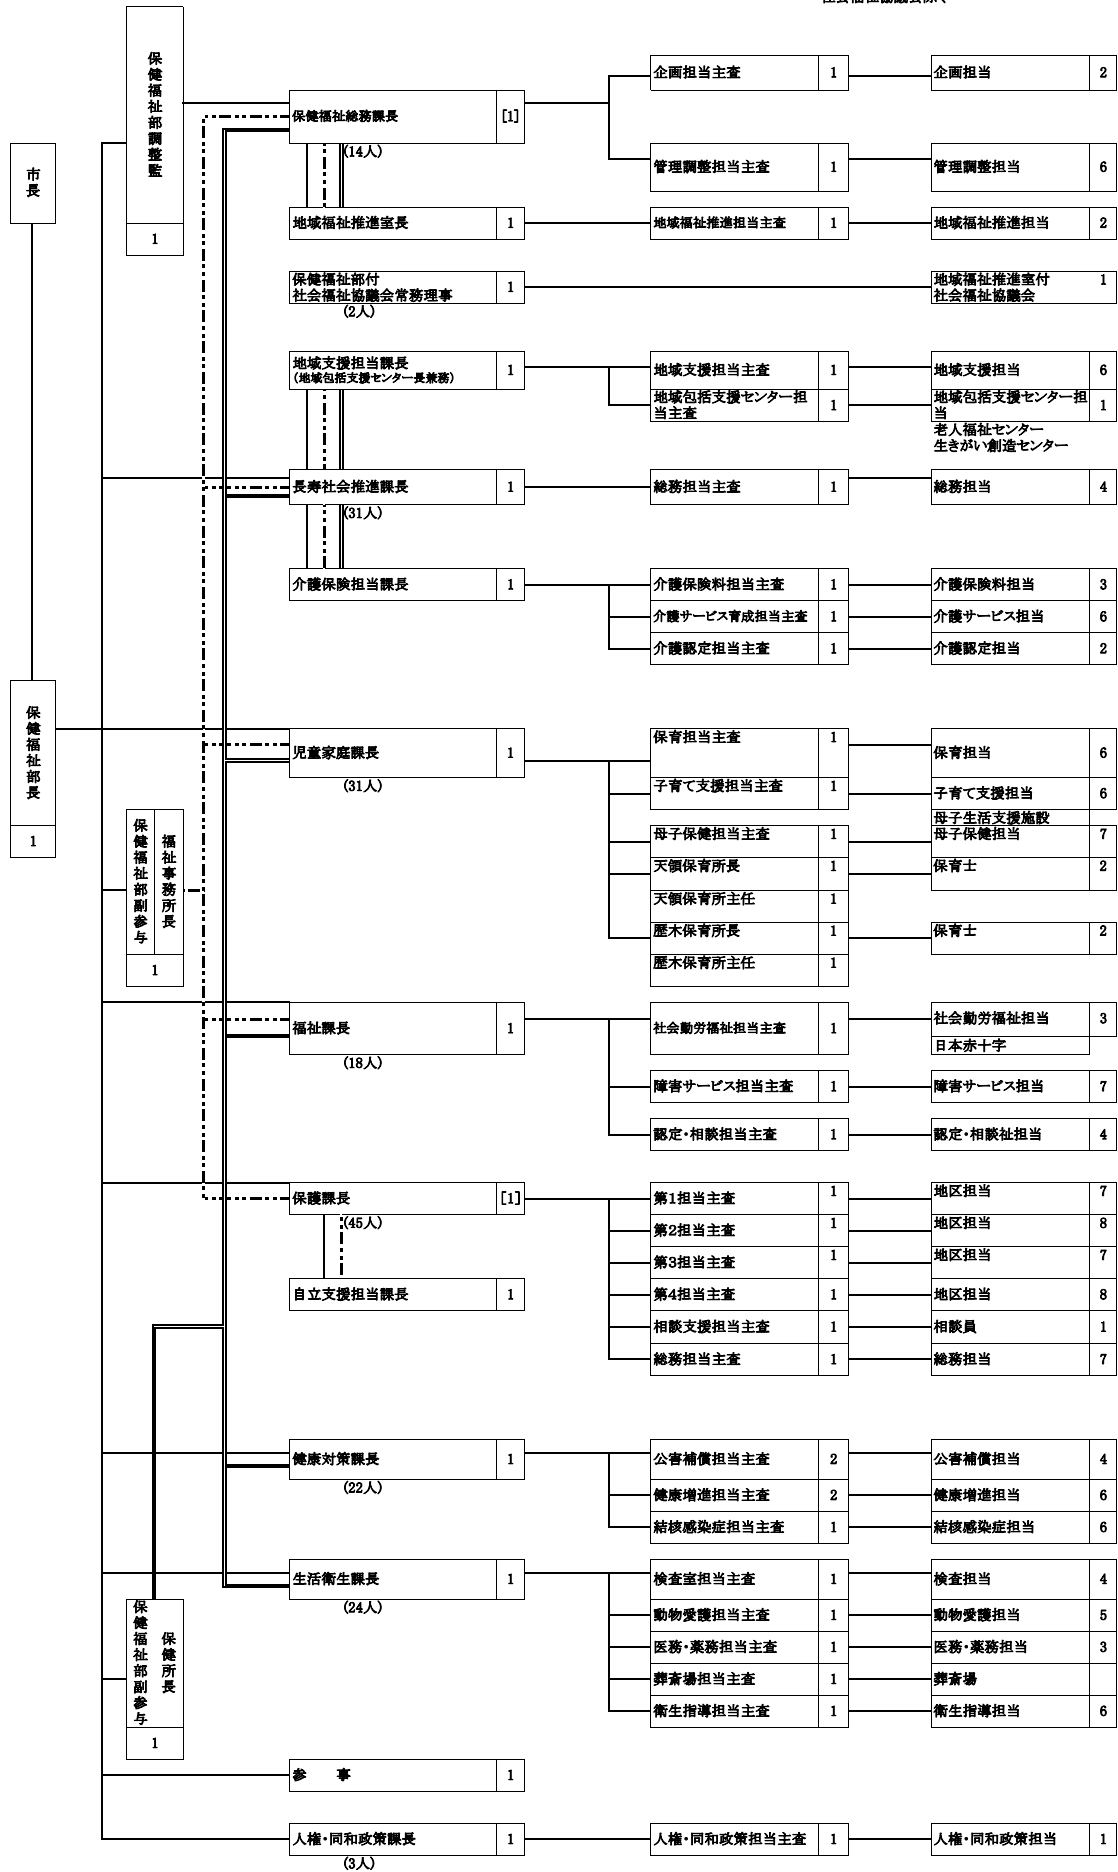 保健福祉部調整監
1
企画担当主査 1
企画担当 2
保健福祉総務課長 [1]
(14人)
市長
管理調整担当主査 1
管理調整担当 6
地域福祉推進室長 1
地域福祉推進担当主査 1
地域福祉推進担当 2
保健福祉部付
社会福祉協議会常務理事 1
(2人)
地域福祉推進室付 1
社会福祉協議会
地域支援担当課長 1
(地域包括支援センター長兼務)
地域支援担当主査 1
地域支援担当 6
地域包括支援センター担
当主査 1
地域包括支援センター担
当 1
老人福祉センター
生きがい創造センター
長寿社会推進課長 1
(31人)
総務担当主査 1
総務担当 4
介護保険担当課長 1
介護保険料担当主査 1
介護保険料担当 3
介護サービス育成担当主査 1
介護サービス担当 6
介護認定担当主査 1
介護認定担当 2
保健福祉部長
1
児童家庭課長 1
(31人)
保育担当主査 1
保育担当 6
子育て支援担当主査 1
子育て支援担当 6
母子生活支援施設
母子保健担当主査 1
母子保健担当 7
天領保育所長 1
保育士 2
天領保育所主任 1
歴木保育所長 1
保育士 2
歴木保育所主任 1
福祉事務所長
保健福祉部副参与
1
福祉課長 1
(18人)
社会勤労福祉担当主査 1
社会勤労福祉担当 3
日本赤十字
障害サービス担当主査 1
障害サービス担当 7
認定・相談担当主査 1
認定・相談祉担当 4
保護課長 [1]
(45人)
第1担当主査 1
地区担当 7
第2担当主査 1
地区担当 8
第3担当主査 1
地区担当 7
自立支援担当課長 1
第4担当主査 1
地区担当 8
相談支援担当主査 1
相談員 1
総務担当主査 1
総務担当 7
健康対策課長 1
(22人)
公害補償担当主査 2
公害補償担当 4
健康増進担当主査 2
健康増進担当 6
結核感染症担当主査 1
結核感染症担当 6
生活衛生課長 1
(24人)
検査室担当主査 1
検査担当 4
動物愛護担当主査 1
動物愛護担当 5
医務・薬務担当主査 1
医務・薬務担当 3
葬斎場担当主査 1
葬斎場
衛生指導担当主査 1
衛生指導担当 6
保健所長
保健福祉部副参与
1
参　事 1
人権・同和政策課長 1
(3人)
人権・同和政策担当主査 1
人権・同和政策担当 1